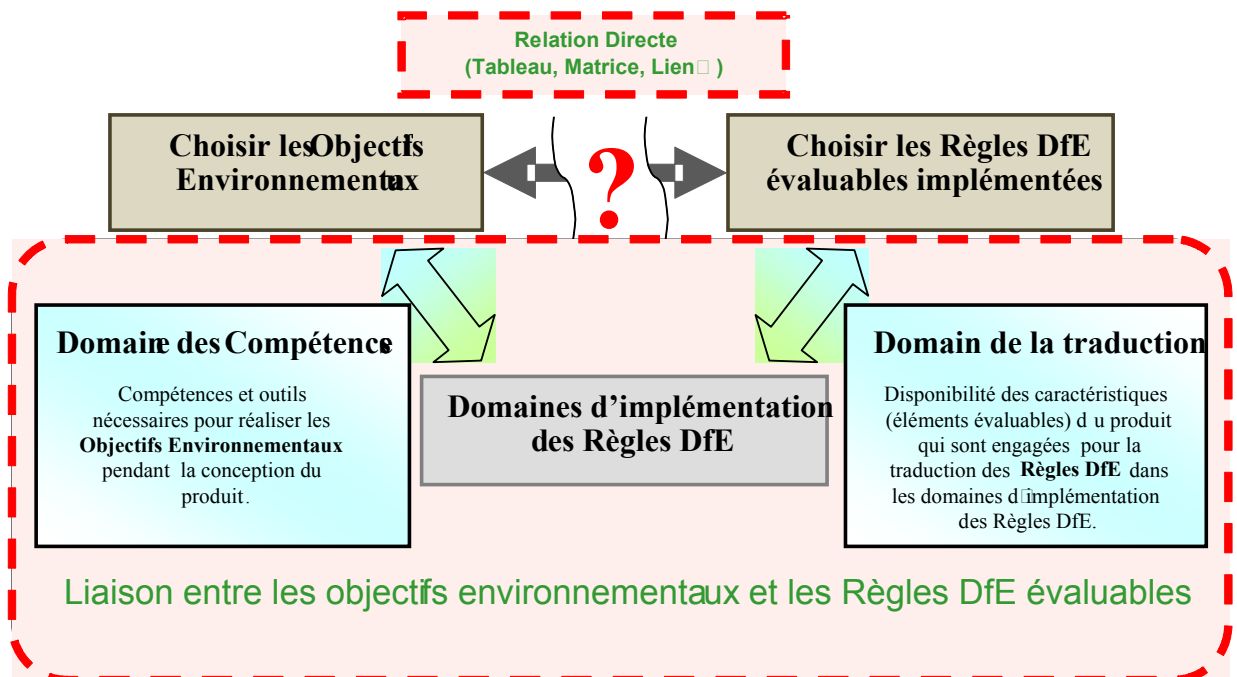 Relation Directe
(Tableau, Matrice, Lien□ )
Choisir les Objectifs
Environnementaux
?
Choisir les Règles DfE
évaluables implémentées
Domaine des Compétences
Compétences et outils
nécessaires pour réaliser les
Objectifs Environnementaux
pendant la conception du
produit.
Domaines d’implémentation
des Règles DfE
Domain de la traduction
Disponibilité des caractéristiques
(éléments évaluables) d u produit
qui sont engagées pour la
traduction des Règles DfE dans
les domaines d□implémentation
des Règles DfE.
Liaison entre les objectifs environnementaux et les Règles DfE évaluables